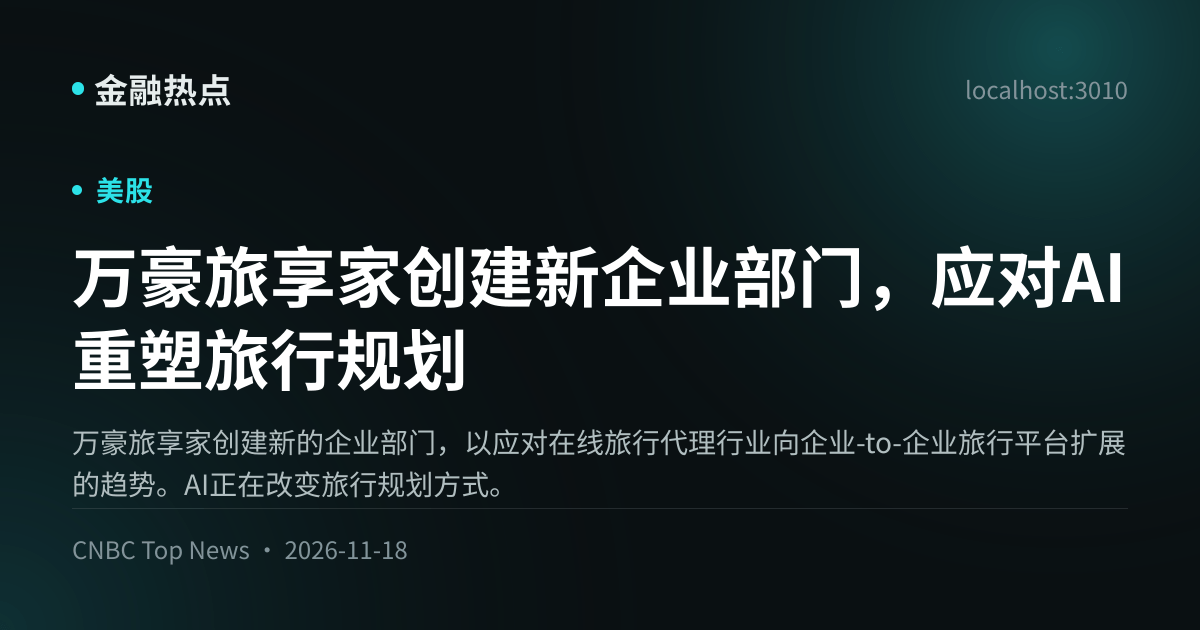 金融热点
localhost:3010
美股
万豪旅享家创建新企业部门，应对AI
重塑旅行规划
万豪旅享家创建新的企业部门，以应对在线旅行代理行业向企业-to-企业旅行平台扩展
的趋势。AI正在改变旅行规划方式。
CNBC Top News · 2026-11-18